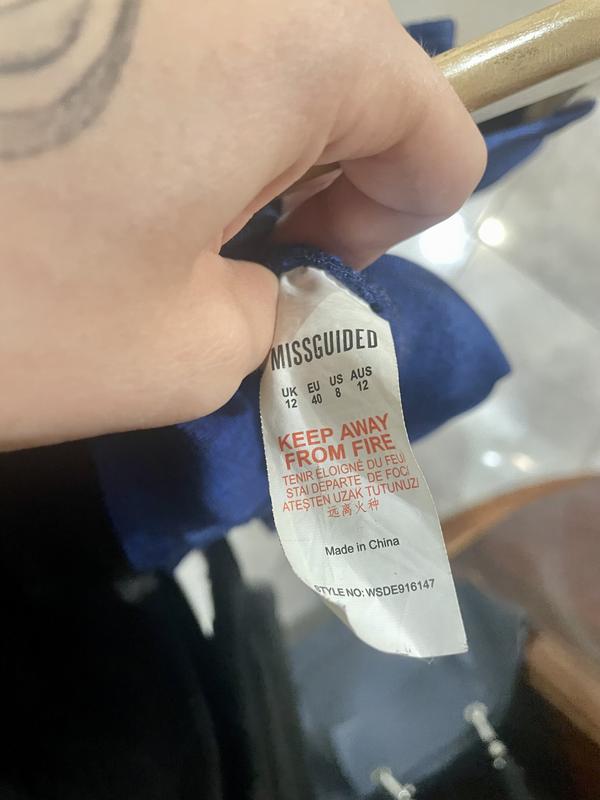 MISSGUIDED
UK EU US AUS
12 40 8 12
KEEP AWAY
FROM FIRE
TENIR ÉLOIGNÉ DU FEU
STAI DEPARTE DE FOCI
ATEŞTEN UZAK TUTUNUZ
远离火种
Made in China
STYLE NO: WSDE916147